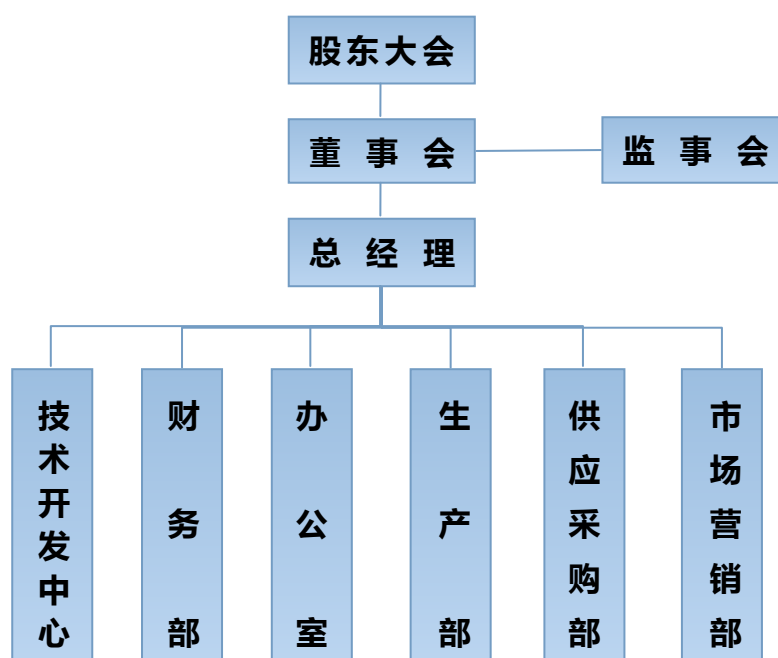 股东大会
董事会
监事会
总经理
技术开发中心
财务部
办公室
生产部
供应采购部
市场营销部